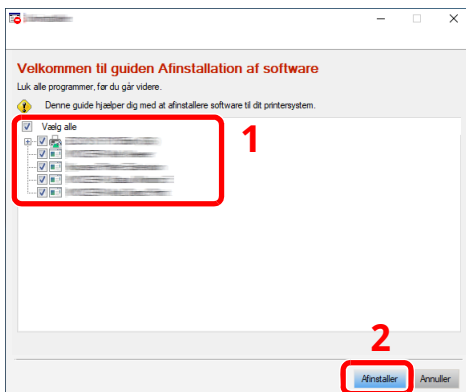 Velkommen til guiden Afinstallation af software
Luk alle programmer, før du går videre.
Denne guide hjælper dig med at afinstallere software til dit printersystem.
Vælg alle
1
2
Afinstaller
Annuller